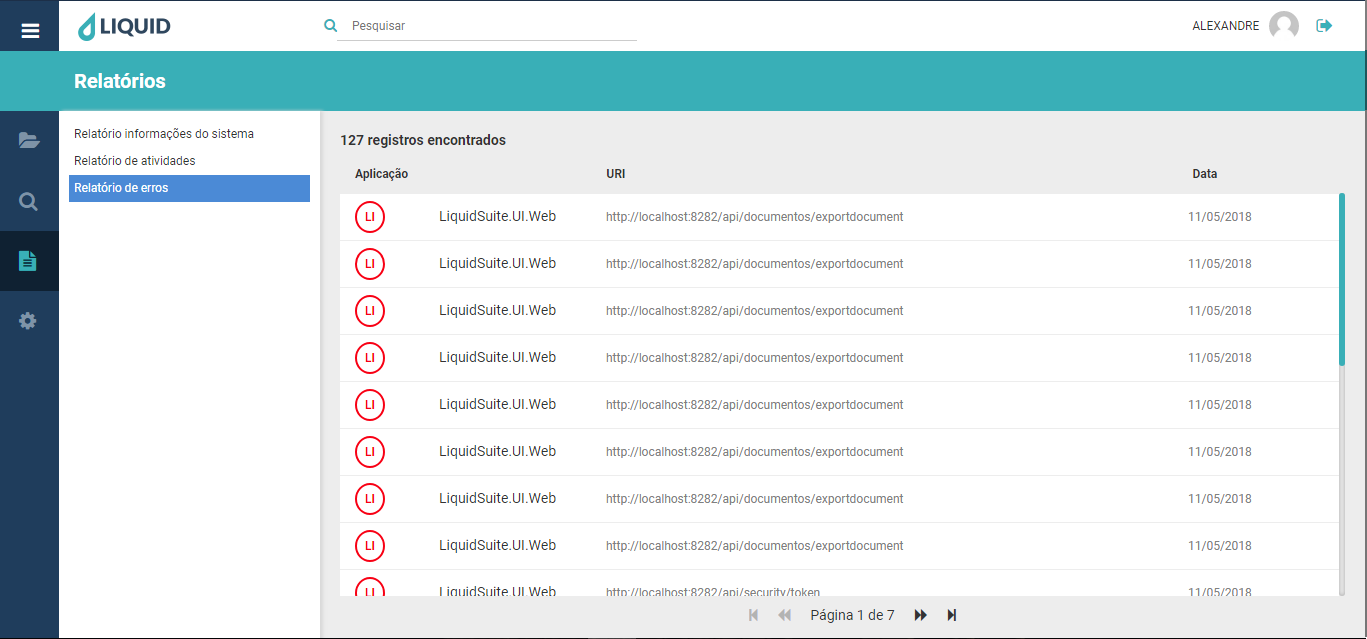 LIQUID
Pesquisar
ALEXANDRE
Relatórios
Relatório informações do sistema
Relatório de atividades
Relatório de erros
127 registros encontrados
Aplicação URI Data
LI LiquidSuite.UI.Web http://localhost:8282/api/documentos/exportdocument 11/05/2018
LI LiquidSuite.UI.Web http://localhost:8282/api/documentos/exportdocument 11/05/2018
LI LiquidSuite.UI.Web http://localhost:8282/api/documentos/exportdocument 11/05/2018
LI LiquidSuite.UI.Web http://localhost:8282/api/documentos/exportdocument 11/05/2018
LI LiquidSuite.UI.Web http://localhost:8282/api/documentos/exportdocument 11/05/2018
LI LiquidSuite.UI.Web http://localhost:8282/api/documentos/exportdocument 11/05/2018
LI LiquidSuite.UI.Web http://localhost:8282/api/documentos/exportdocument 11/05/2018
LI LiquidSuite.UI.Web http://localhost:8282/api/documentos/exportdocument 11/05/2018
LI LiquidSuite.UI.Web http://localhost:8282/api/security/token 11/05/2018
Página 1 de 7